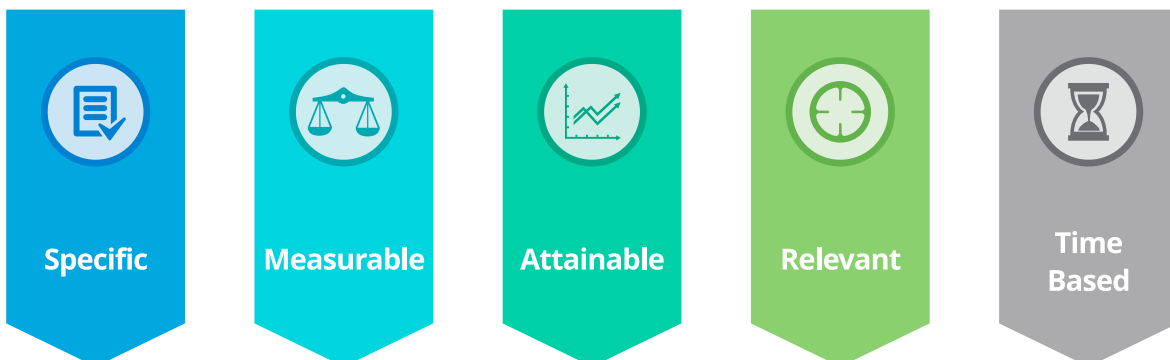 Specific
Measurable
Attainable
Relevant
Time
Based